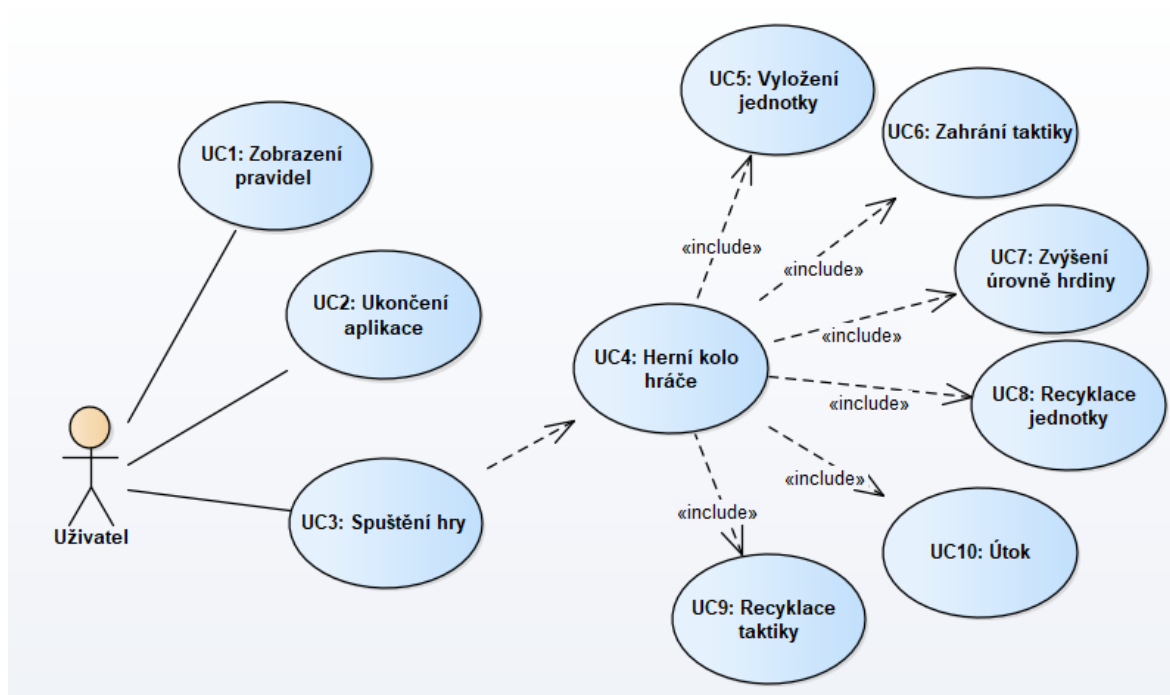 UC5: Vyložení
jednotky
UC6: Zahrání taktiky
UC1: Zobrazení
pravidel
«include»
«include»
UC7: Zvýšení
úrovně hrdiny
UC2: Ukončení
aplikace
«include»
UC4: Herní kolo
hráče
UC8: Recyklace
jednotky
«include»
«include»
«include»
UC3: Spuštění hry
Uživatel
UC10: Útok
UC9: Recyklace
taktiky